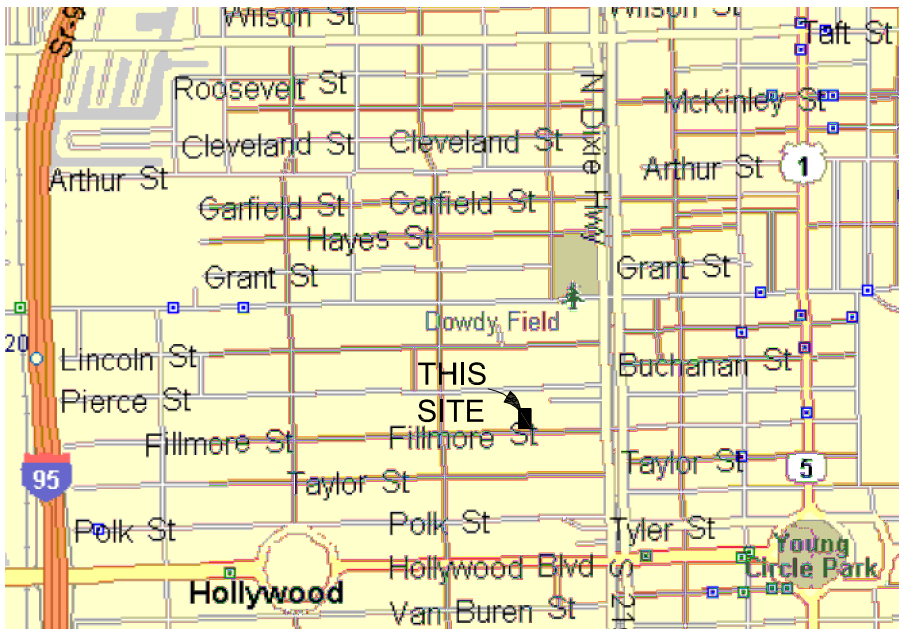 Wilson St
Wilson St
Taft St
Roosevelt St
N Dixie Hwy
McKinley St
Cleveland St
Cleveland St
Arthur St
Arthur St
1
Garfield St
Garfield St
Hayes St
Grant St
Grant St
Dowdy Field
20
Lincoln St
Buchanan St
THIS
SITE
Pierce St
Fillmore St
Fillmore St
Taylor St
95
Taylor St
5
Polk St
Polk St
Tyler St
Young
Circle Park
Hollywood Blvd
Hollywood
Van Buren St
S 21